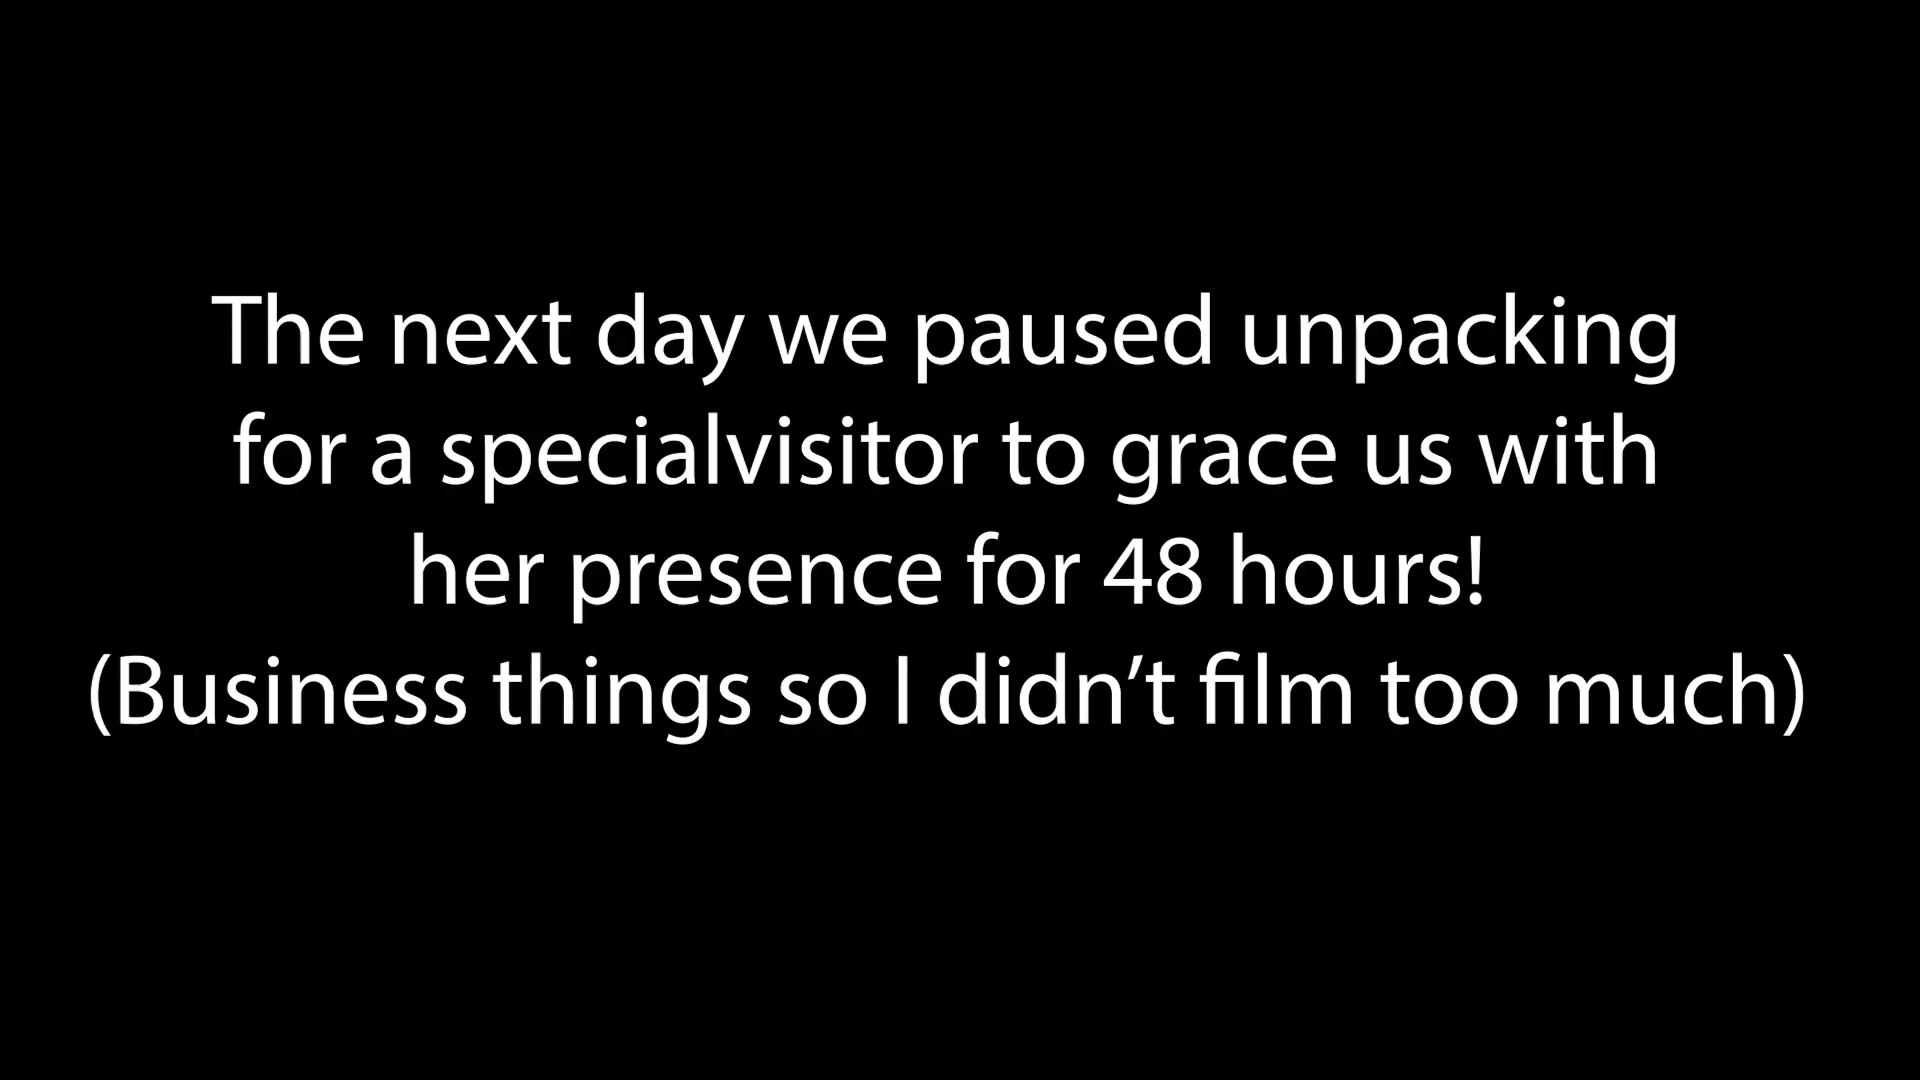 The next day we paused unpacking
for a specialvisitor to grace us with
her presence for 48 hours!
(Business things so I didn’t film too much)